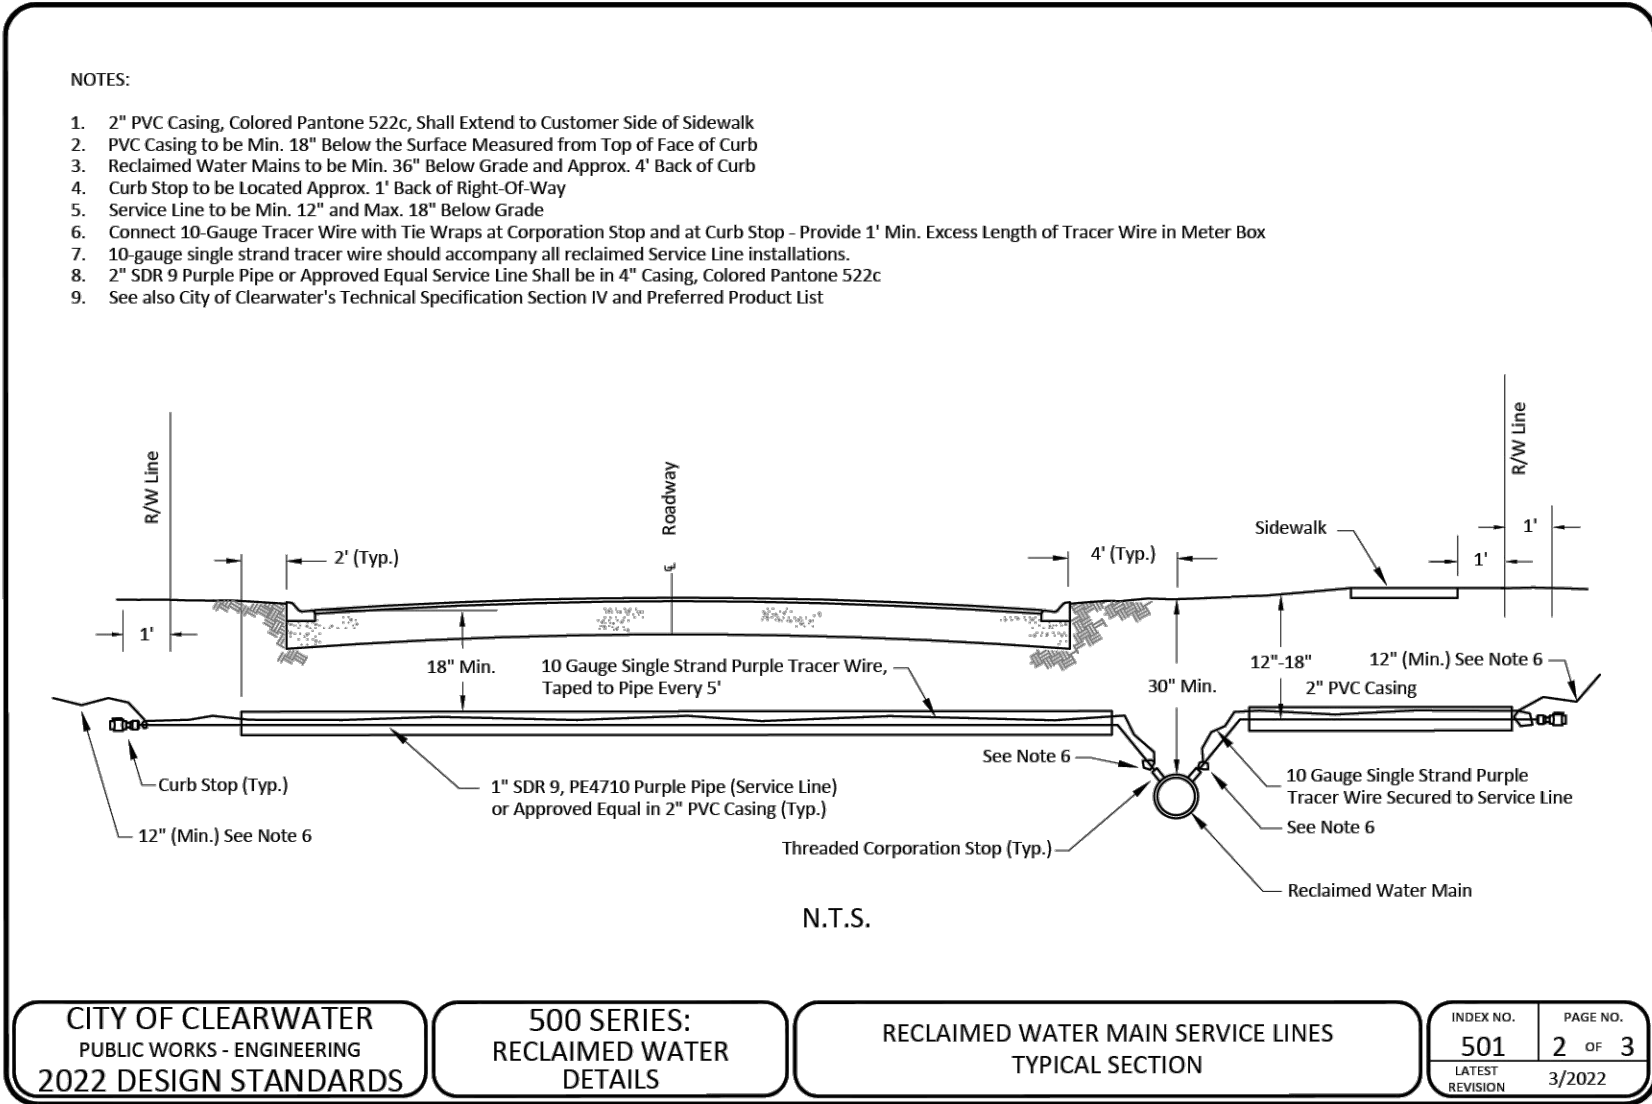 NOTES:
1. 2" PVC Casing, Colored Pantone 522c, Shall Extend to Customer Side of Sidewalk
2. PVC Casing to be Min. 18" Below the Surface Measured from Top of Face of Curb
3. Reclaimed Water Mains to be Min. 36" Below Grade and Approx. 4' Back of Curb
4. Curb Stop to be Located Approx. 1' Back of Right-Of-Way
5. Service Line to be Min. 12" and Max. 18" Below Grade
6. Connect 10-Gauge Tracer Wire with Tie Wraps at Corporation Stop and at Curb Stop - Provide 1' Min. Excess Length of Tracer Wire in Meter Box
7. 10-gauge single strand tracer wire should accompany all reclaimed Service Line installations.
8. 2" SDR 9 Purple Pipe or Approved Equal Service Line Shall be in 4" Casing, Colored Pantone 522c
9. See also City of Clearwater's Technical Specification Section IV and Preferred Product List
R/W Line
Roadway
℄
R/W Line
Sidewalk
1'
2' (Typ.)
4' (Typ.)
1'
1'
18" Min.
10 Gauge Single Strand Purple Tracer Wire,
Taped to Pipe Every 5'
30" Min.
12"-18"
12" (Min.) See Note 6
2" PVC Casing
See Note 6
Curb Stop (Typ.)
1" SDR 9, PE4710 Purple Pipe (Service Line)
or Approved Equal in 2" PVC Casing (Typ.)
10 Gauge Single Strand Purple
Tracer Wire Secured to Service Line
12" (Min.) See Note 6
See Note 6
Threaded Corporation Stop (Typ.)
Reclaimed Water Main
N.T.S.
CITY OF CLEARWATER
PUBLIC WORKS - ENGINEERING
2022 DESIGN STANDARDS
500 SERIES:
RECLAIMED WATER
DETAILS
RECLAIMED WATER MAIN SERVICE LINES
TYPICAL SECTION
INDEX NO.
501
PAGE NO.
2 OF 3
LATEST
REVISION
3/2022